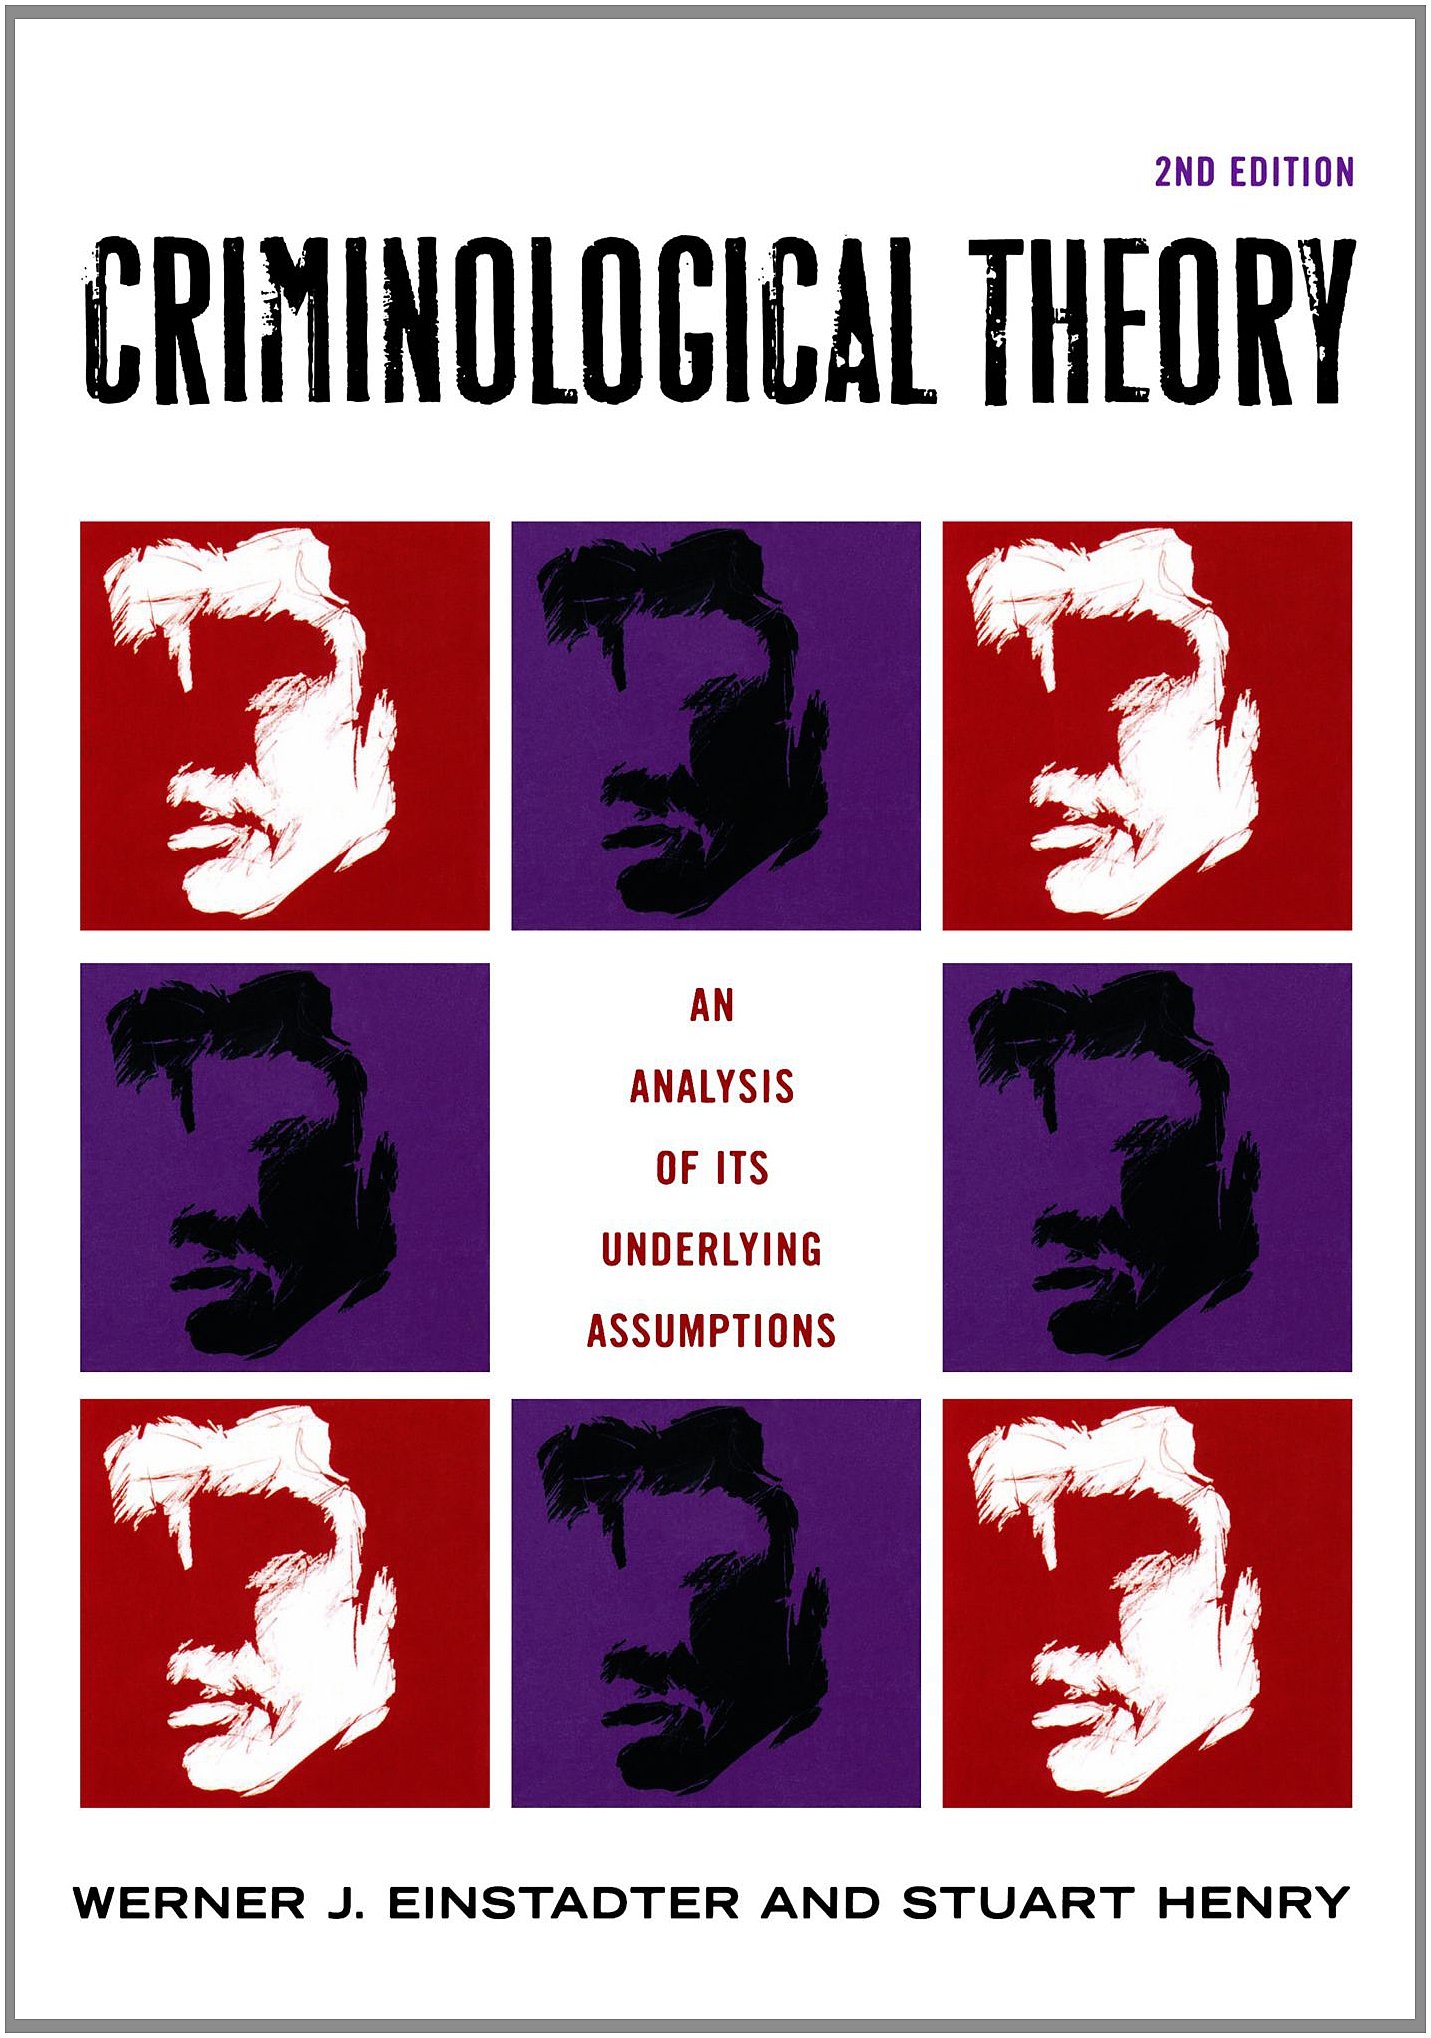 2ND EDITION
CRIMINOLOGICAL THEORY
AN
ANALYSIS
OF ITS
UNDERLYING
ASSUMPTIONS
WERNER J. EINSTADTER AND STUART HENRY